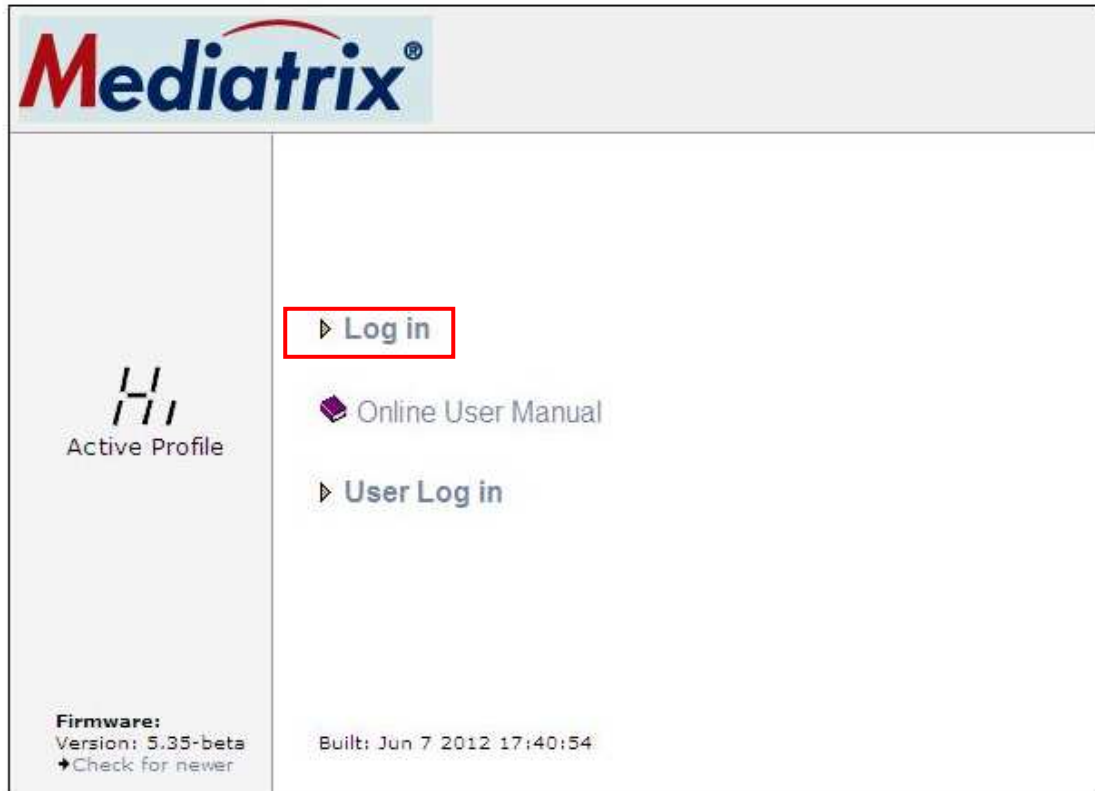 Mediatrix®
Log in
Hi
Active Profile
Online User Manual
User Log in
Firmware:
Version: 5.35-beta
Check for newer
Built: Jun 7 2012 17:40:54